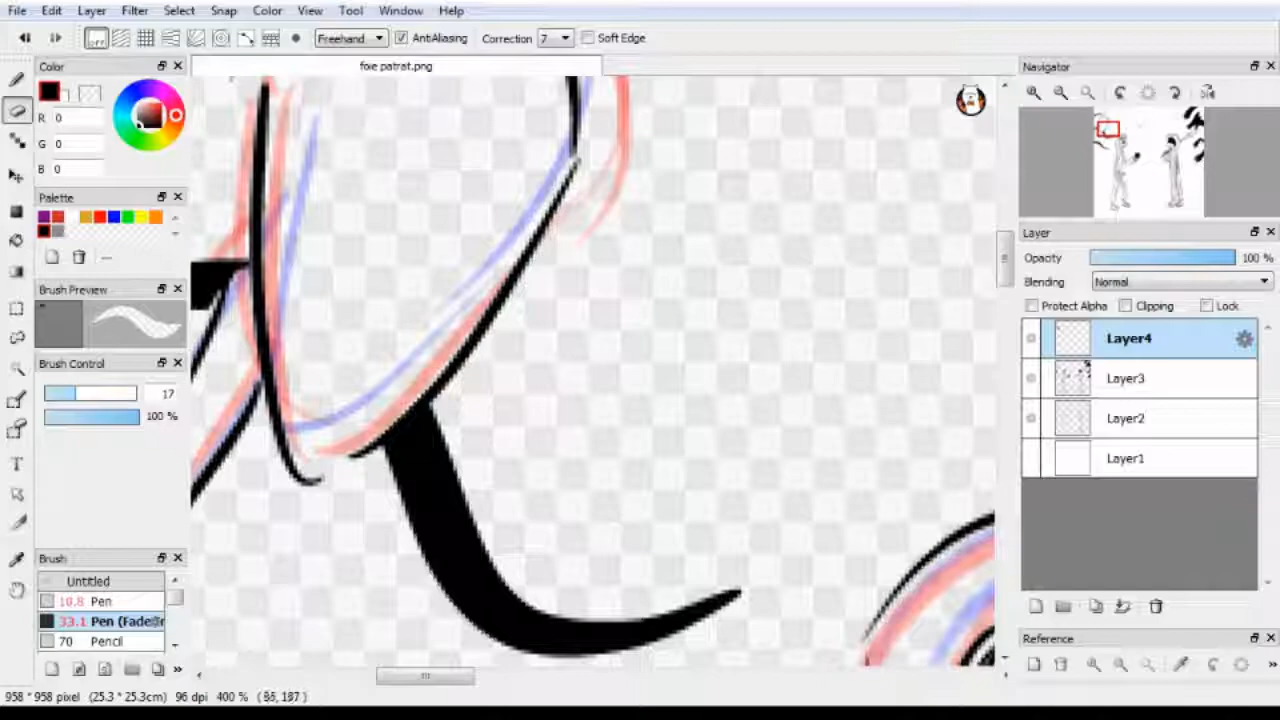 File Edit Layer Filter Select Snap Color View Tool Window Help
OFF Freehand AntiAliasing Correction 7 Soft Edge
Color
foxe patrat.png
Navigator
R 0
G 0
B 0
Palette
Layer
Opacity 100 %
Blending Normal
Protect Alpha Clipping Lock
Brush Preview
Layer4
Brush Control
Layer3
17
100 %
Layer2
Layer1
Brush
Untitled
10.8 Pen
33.1 Pen (Fade
70 Pencil
Reference
958 * 958 pixel (25.3 * 25.3cm) 96 dpi 400 %